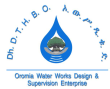 Dh. D. T. H. B. O.
Oromia Water Works Design &
Supervision Enterprise